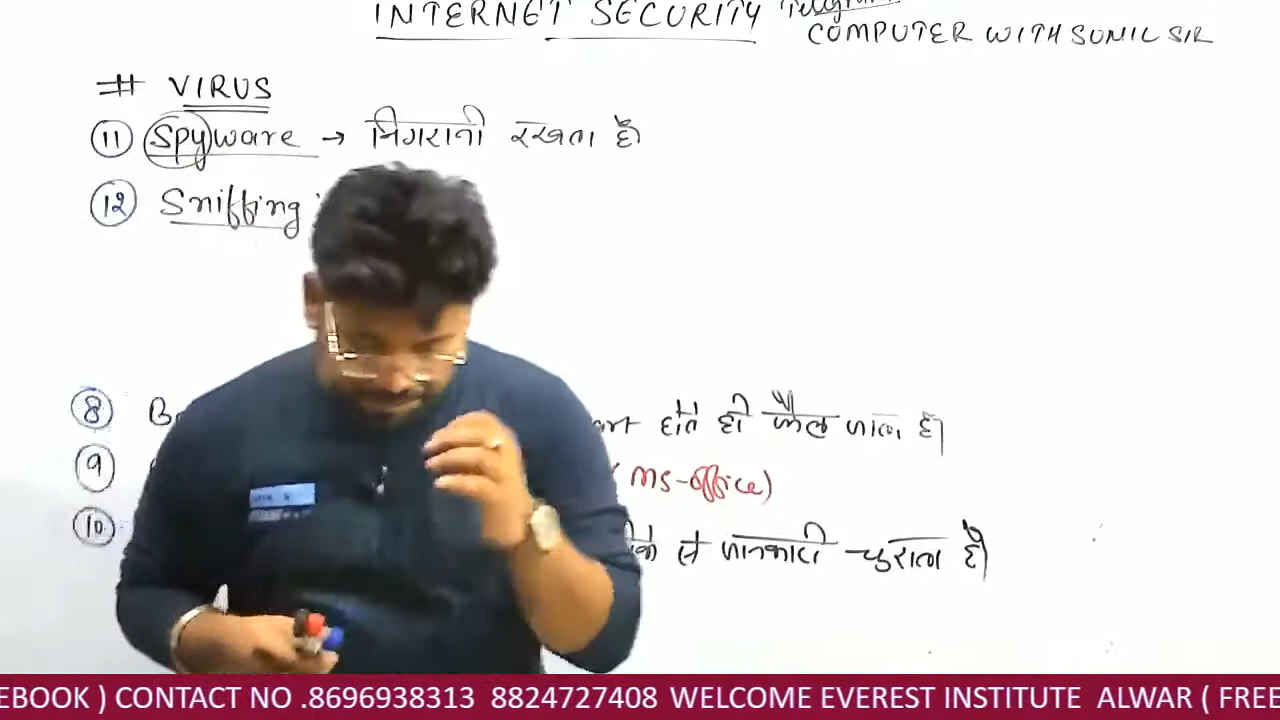 INTERNET SECURITY Telegram
COMPUTER WITH SUNIL SIR
# VIRUS
11 Spyware → निगरानी रखता है।
12 Sniffing
8 B होते ही फैल जाता है।
9 (MS-office)
10 से जानकारी चुराता है।
EBOOK ) CONTACT NO .8696938313 8824727408 WELCOME EVEREST INSTITUTE ALWAR ( FREE